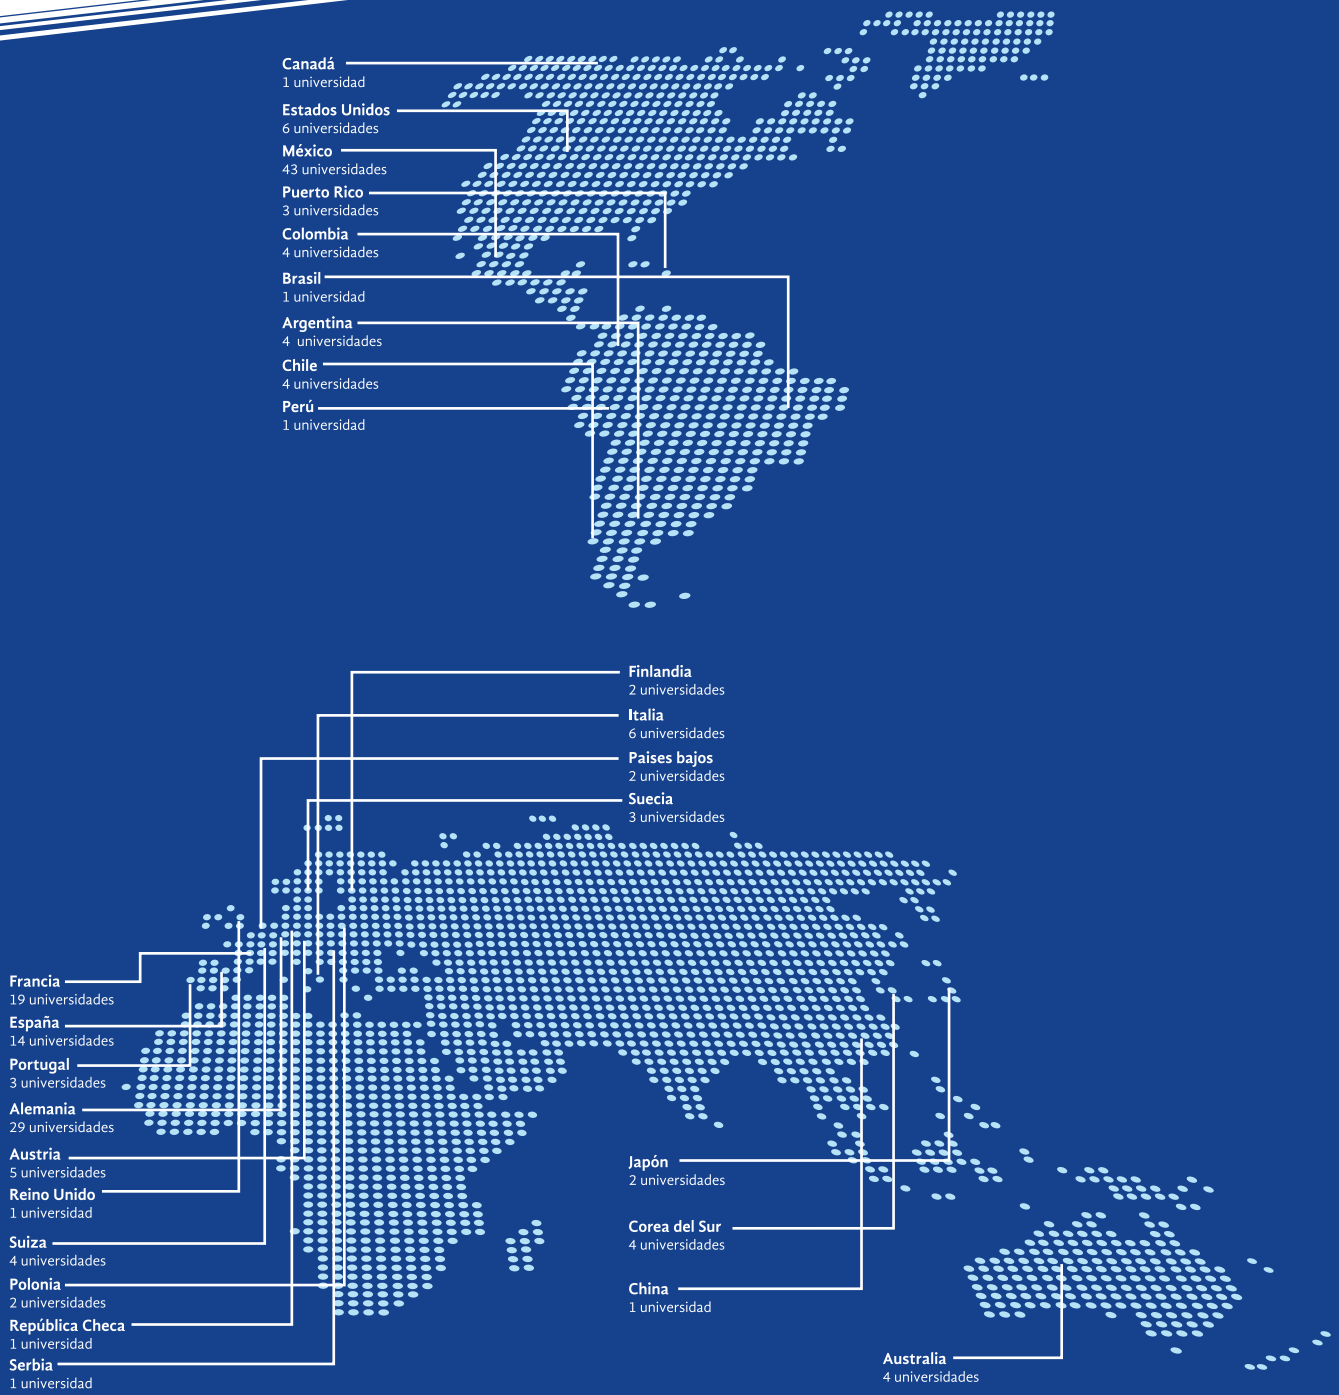 Canadá
1 universidad
Estados Unidos
6 universidades
México
43 universidades
Puerto Rico
3 universidades
Colombia
4 universidades
Brasil
1 universidad
Argentina
4 universidades
Chile
4 universidades
Perú
1 universidad
Finlandia
2 universidades
Italia
6 universidades
Paises bajos
2 universidades
Suecia
3 universidades
Francia
19 universidades
España
14 universidades
Portugal
3 universidades
Alemania
29 universidades
Austria
5 universidades
Reino Unido
1 universidad
Suiza
4 universidades
Polonia
2 universidades
República Checa
1 universidad
Serbia
1 universidad
Japón
2 universidades
Corea del Sur
4 universidades
China
1 universidad
Australia
4 universidades